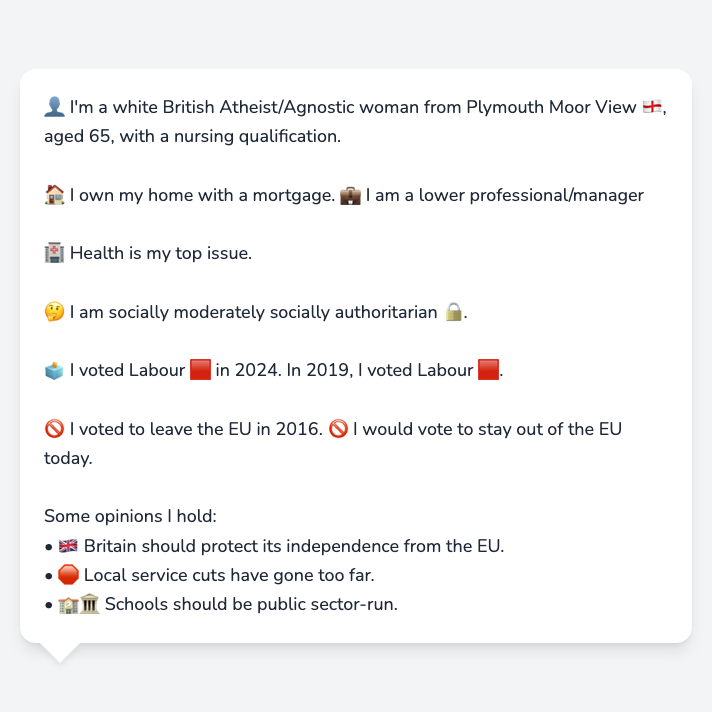 👤 I'm a white British Atheist/Agnostic woman from Plymouth Moor View 🏴󠁧󠁢󠁥󠁮󠁧󠁿,
aged 65, with a nursing qualification.
🏠 I own my home with a mortgage. 💼 I am a lower professional/manager
🏥 Health is my top issue.
🤔 I am socially moderately socially authoritarian 🔒.
🗳️ I voted Labour 🟥 in 2024. In 2019, I voted Labour 🟥.
🚫 I voted to leave the EU in 2016. 🚫 I would vote to stay out of the EU
today.
Some opinions I hold:
• 🇬🇧 Britain should protect its independence from the EU.
• 🛑 Local service cuts have gone too far.
• 🏫🏛️ Schools should be public sector-run.